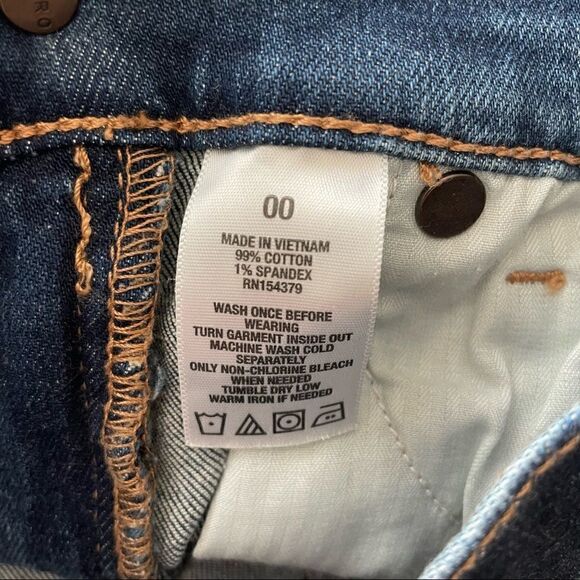 RO
00
MADE IN VIETNAM
99% COTTON
1% SPANDEX
RN154379
WASH ONCE BEFORE
WEARING
TURN GARMENT INSIDE OUT
MACHINE WASH COLD
SEPARATELY
ONLY NON-CHLORINE BLEACH
WHEN NEEDED
TUMBLE DRY LOW
WARM IRON IF NEEDED